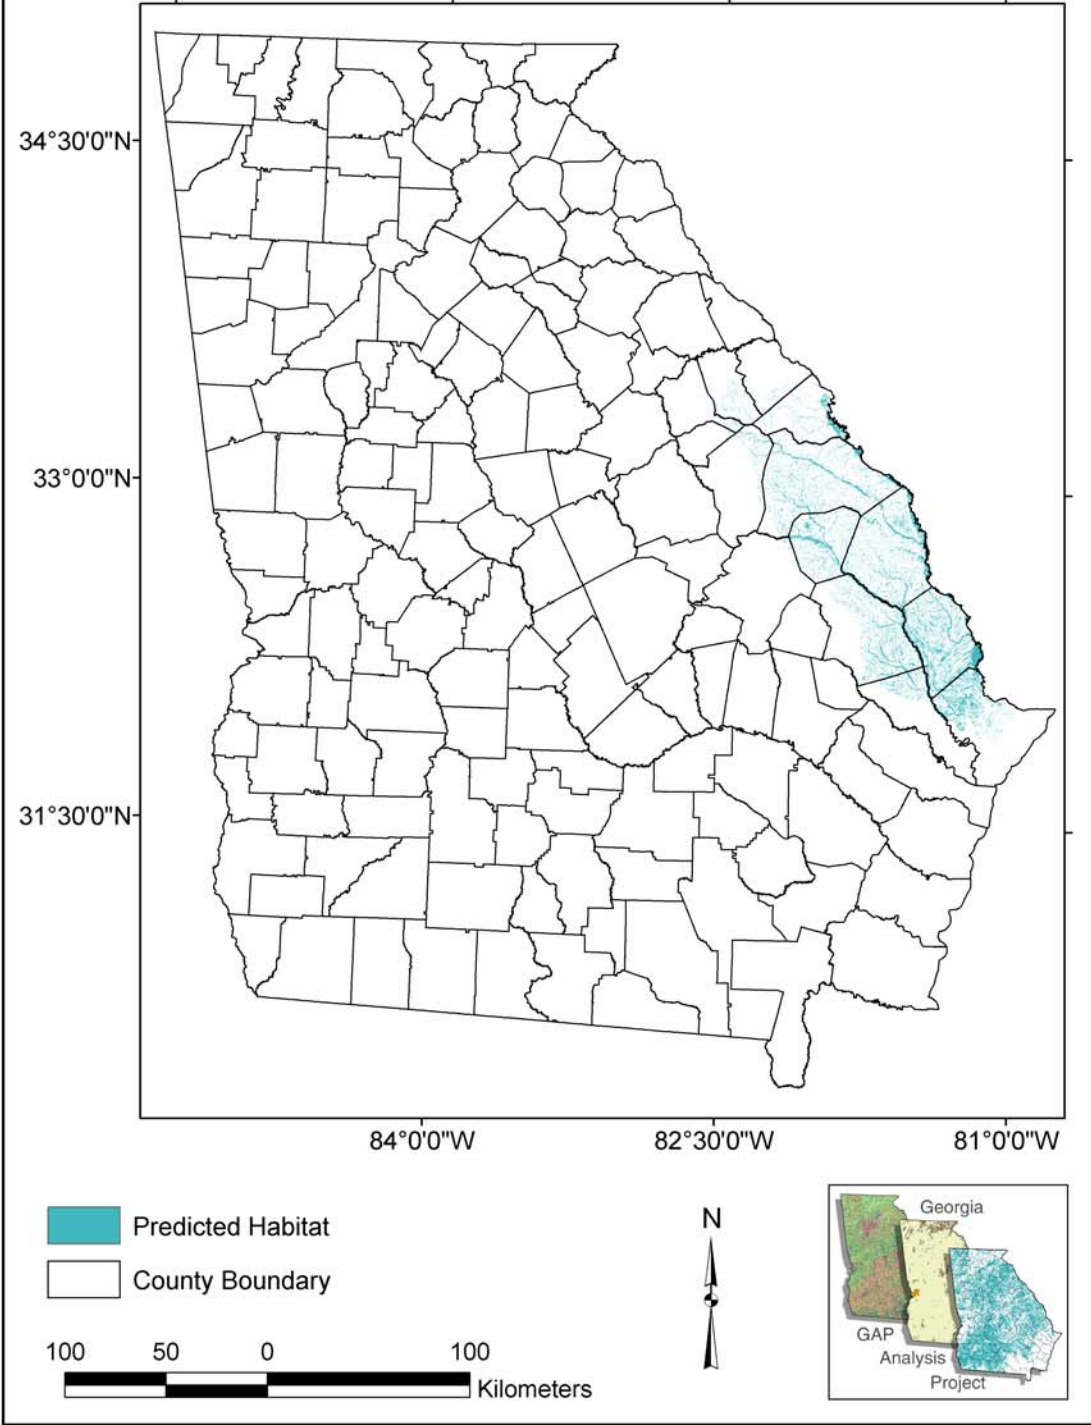 34°30'0"N
33°0'0"N
31°30'0"N
84°0'0"W
82°30'0"W
81°0'0"W
Predicted Habitat
County Boundary
100
50
0
100
Kilometers
N
Georgia
GAP
Analysis
Project